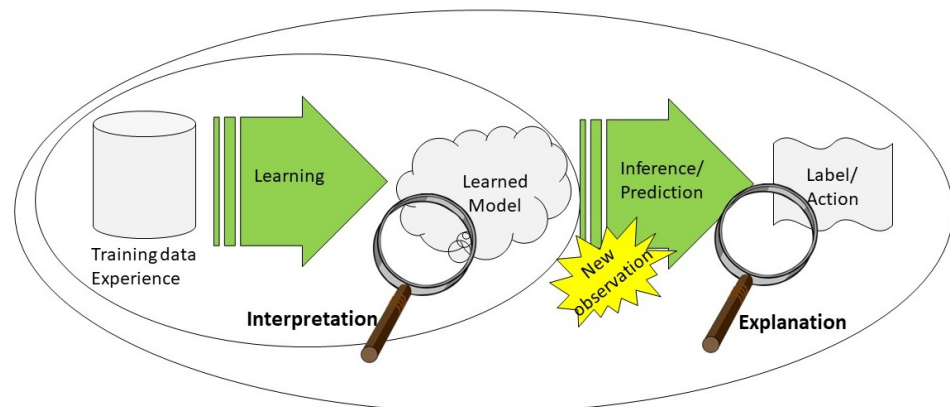 Training data
Experience
Learning
Learned
Model
Interpretation
Inference/
Prediction
New
observation
Label/
Action
Explanation